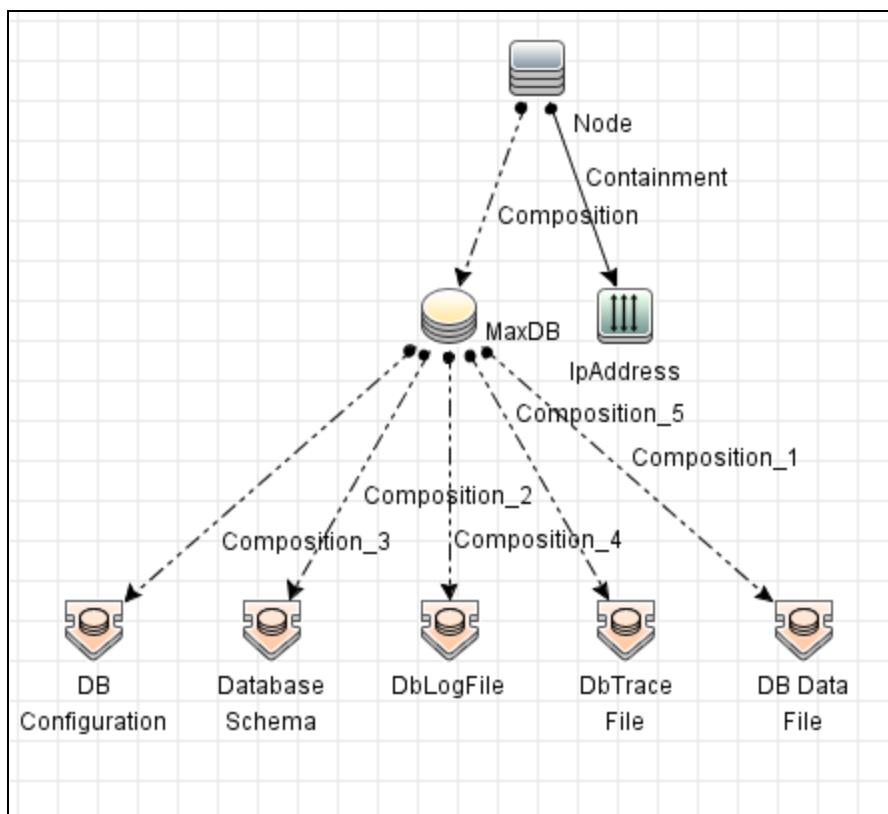 Node
Containment
Composition
MaxDB
IpAddress
Composition_5
Composition_1
Composition_2
Composition_3
Composition_4
DB
Configuration
Database
Schema
DbLogFile
DbTrace
File
DB Data
File